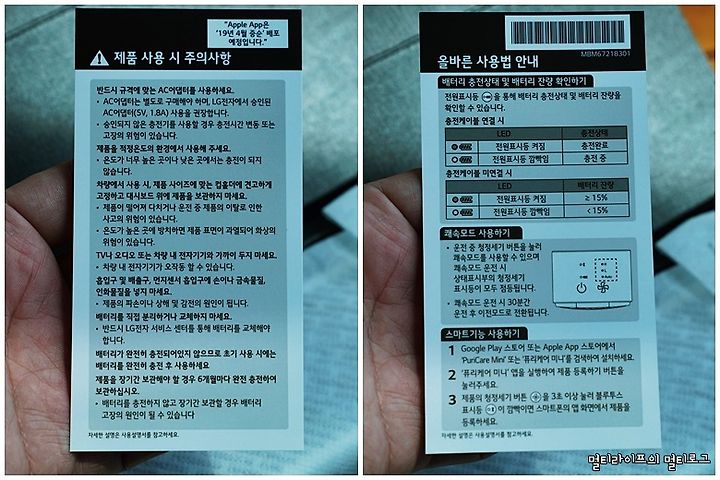 "Apple App은
'19년 4월 중순' 배포
예정입니다."
제품 사용 시 주의사항
반드시 규격에 맞는 AC어댑터를 사용하세요.
• AC어댑터는 별도로 구매해야 하며, LG전자에서 승인된
AC어댑터(5V, 1.8A) 사용을 권장합니다.
• 승인되지 않은 충전기를 사용할 경우 충전시간 변동 또는
고장의 위험이 있습니다.
제품을 적정온도의 환경에서 사용해 주세요.
• 온도가 너무 높은 곳이나 낮은 곳에서는 충전이 되지
않습니다.
차량에서 사용 시, 제품 사이즈에 맞는 컵홀더에 견고하게
고정하고 대시보드 위에 제품을 보관하지 마세요.
• 제품이 떨어져 다치거나 운전 중 제품의 이탈로 인한
사고의 위험이 있습니다.
• 온도가 높은 곳에 방치하면 제품 표면이 과열되어 화상의
위험이 있습니다.
TV나 오디오 또는 차량 내 전자기기와 가까이 두지 마세요.
• 차량 내 전자기기가 오작동 할 수 있습니다.
흡입구 및 배출구, 먼지센서 흡입구에 손이나 금속물질,
인화물질을 넣지 마세요.
• 제품의 파손이나 상해 및 감전의 원인이 됩니다.
배터리를 직접 분리하거나 교체하지 마세요.
• 반드시 LG전자 서비스 센터를 통해 배터리를 교체해야
합니다.
배터리가 완전히 충전되어있지 않으므로 초기 사용 시에는
배터리를 완전히 충전 후 사용하세요
제품을 장기간 보관해야 할 경우 6개월마다 완전 충전하여
보관하십시오.
• 배터리를 충전하지 않고 장기간 보관할 경우 배터리
고장의 원인이 될 수 있습니다
자세한 설명은 사용설명서를 참고하세요.
MBM67218301
올바른 사용법 안내
배터리 충전상태 및 배터리 잔량 확인하기
전원표시등을 통해 배터리 충전상태 및 배터리 잔량을
확인할 수 있습니다.
충전케이블 연결 시
LED 충전상태
전원표시등 켜짐 충전완료
전원표시등 깜빡임 충전 중
충전케이블 미연결 시
LED 배터리 잔량
전원표시등 켜짐 ≥ 15%
전원표시등 깜빡임 < 15%
쾌속모드 사용하기
• 운전 중 청정세기 버튼을 눌러
쾌속모드를 사용할 수 있으며
쾌속모드 운전 시
상태표시부의 청정세기
표시등이 모두 점등됩니다.
• 쾌속모드 운전 시 30분간
운전 후 이전모드로 전환됩니다.
스마트기능 사용하기
1 Google Play 스토어 또는 Apple App 스토어에서
'PuriCare Mini' 또는 '퓨리케어 미니'를 검색하여 설치하세요.
2 '퓨리케어 미니' 앱을 실행하여 제품 등록하기 버튼을
눌러주세요.
3 제품의 청정세기 버튼을 3초 이상 눌러 블루투스
표시등이 깜빡이면 스마트폰의 앱 화면에서 제품을
등록하세요.
자세한 설명은 사용설명서를 참고하세요.
멀티라이프의 멀티로그